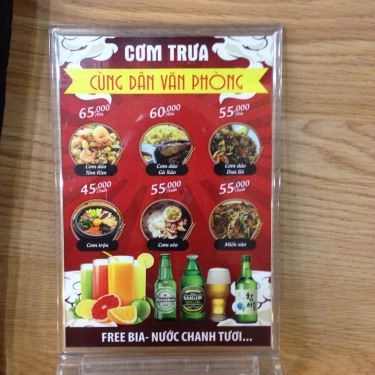 CƠM TRƯA
CÙNG DÂN VĂN PHÒNG
65.000 60.000 55.000
Cơm đảo Cơm đảo Cơm đảo
Tôm Rim Gà Xào Dưa Bò
45.000 55.000 55.000
Cơm trộn Cơm xèo Miến xào
SAIGON
FREE BIA- NƯỚC CHANH TƯƠI...